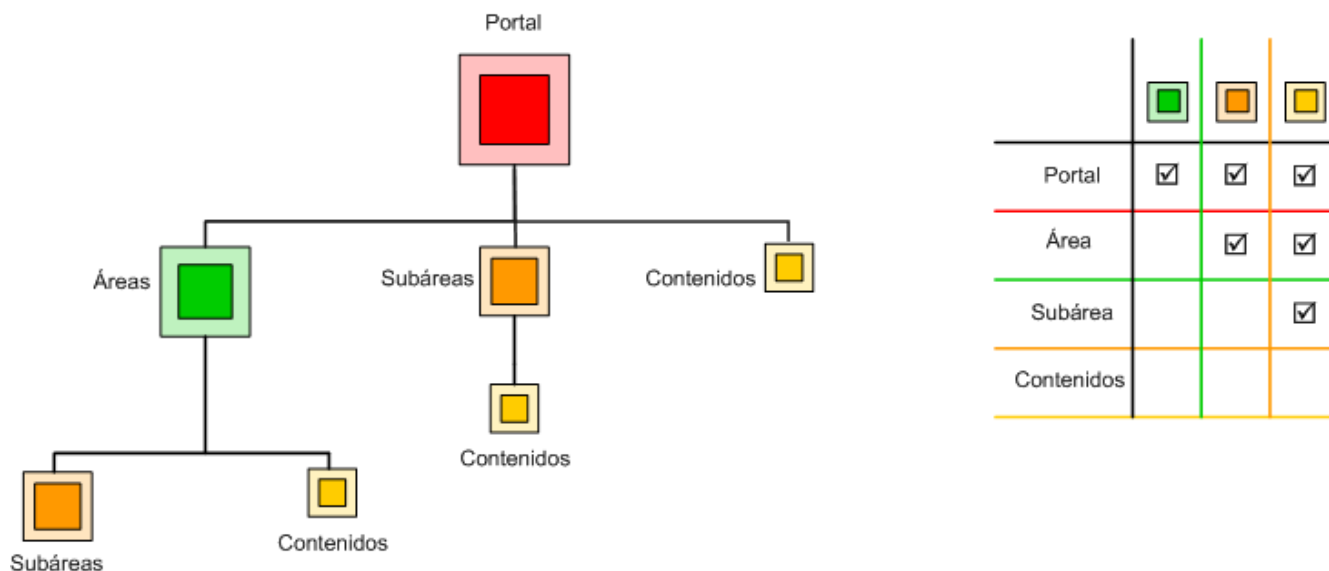 Portal
Áreas
Subáreas
Contenidos
Contenidos
Subáreas
Contenidos
Portal
Área
Subárea
Contenidos